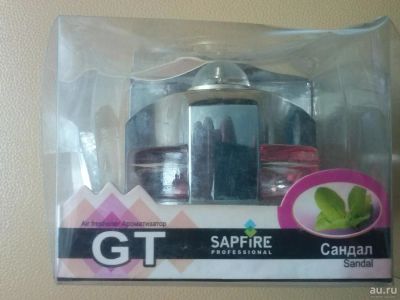 Air freshener Ароматизатор
GT
SAPFIRE
PROFESSIONAL
Сандал
Sandal
au.ru